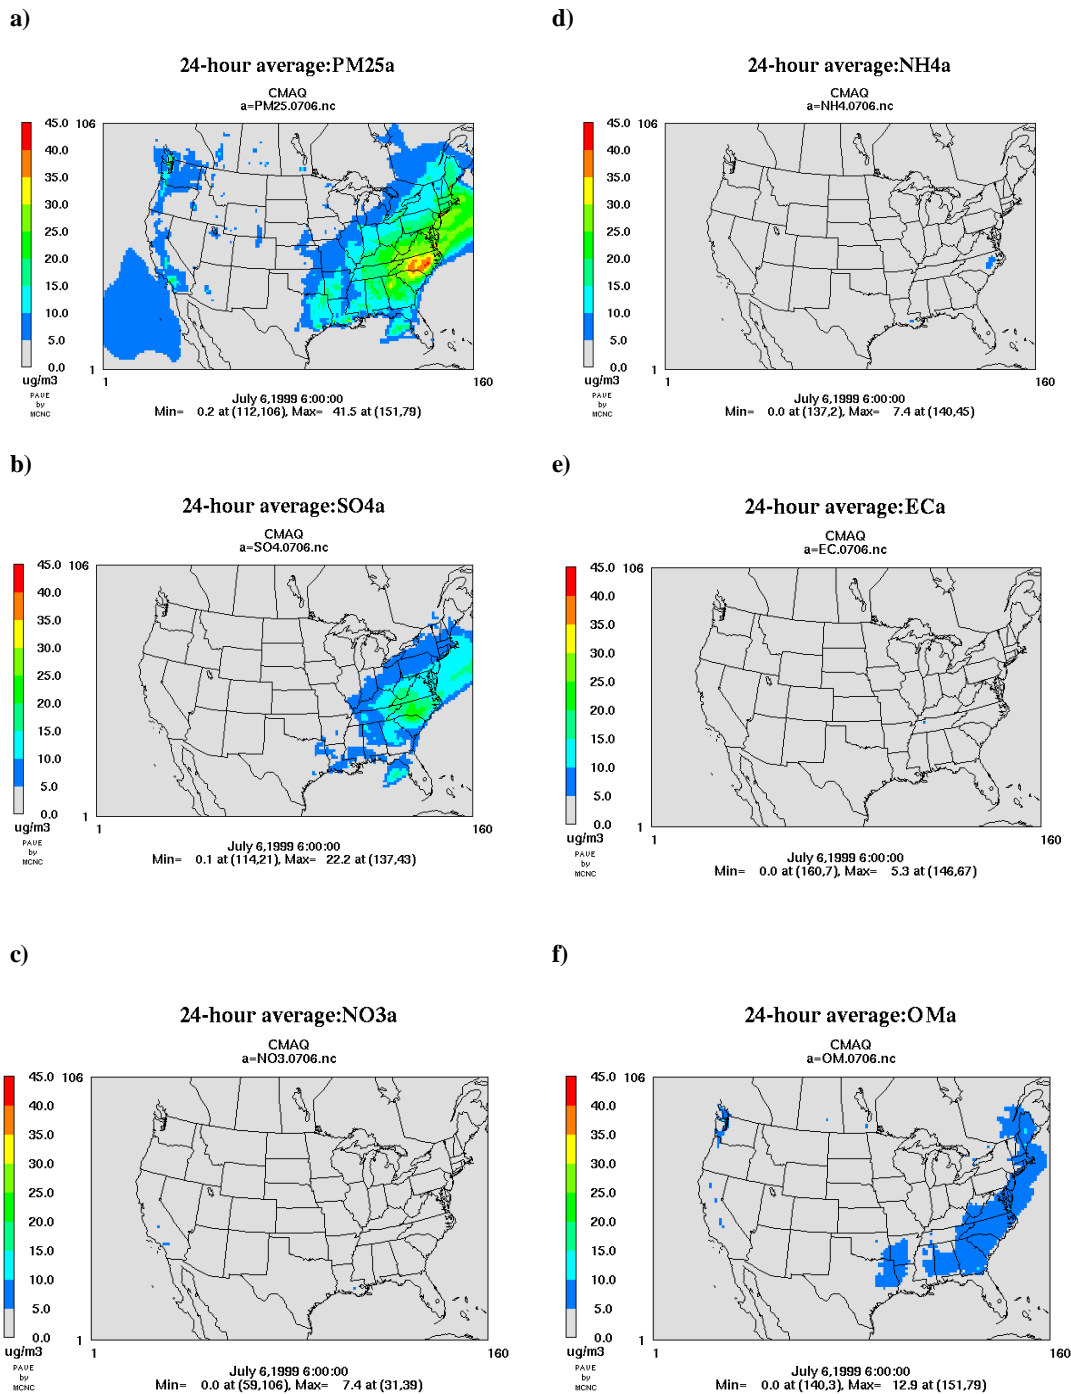 a)
24-hour average:PM25a
CMAQ
a=PM25.0706.nc
45.0
40.0
35.0
30.0
25.0
20.0
15.0
10.0
5.0
0.0
ug/m3
PAVE
by
MCNC
106
1
1
160
July 6,1999 6:00:00
Min= 0.2 at (112,106), Max= 41.5 at (151,79)
b)
24-hour average:SO4a
CMAQ
a=SO4.0706.nc
45.0
40.0
35.0
30.0
25.0
20.0
15.0
10.0
5.0
0.0
ug/m3
PAVE
by
MCNC
106
1
1
160
July 6,1999 6:00:00
Min= 0.1 at (114,21), Max= 22.2 at (137,43)
c)
24-hour average:NO3a
CMAQ
a=NO3.0706.nc
45.0
40.0
35.0
30.0
25.0
20.0
15.0
10.0
5.0
0.0
ug/m3
PAVE
by
MCNC
106
1
1
160
July 6,1999 6:00:00
Min= 0.0 at (59,106), Max= 7.4 at (31,39)
d)
24-hour average:NH4a
CMAQ
a=NH4.0706.nc
45.0
40.0
35.0
30.0
25.0
20.0
15.0
10.0
5.0
0.0
ug/m3
PAVE
by
MCNC
106
1
1
160
July 6,1999 6:00:00
Min= 0.0 at (137,2), Max= 7.4 at (140,45)
e)
24-hour average:ECa
CMAQ
a=EC.0706.nc
45.0
40.0
35.0
30.0
25.0
20.0
15.0
10.0
5.0
0.0
ug/m3
PAVE
by
MCNC
106
1
1
160
July 6,1999 6:00:00
Min= 0.0 at (160,7), Max= 5.3 at (146,67)
f)
24-hour average:OMa
CMAQ
a=OM.0706.nc
45.0
40.0
35.0
30.0
25.0
20.0
15.0
10.0
5.0
0.0
ug/m3
PAVE
by
MCNC
106
1
1
160
July 6,1999 6:00:00
Min= 0.0 at (140,3), Max= 12.9 at (151,79)